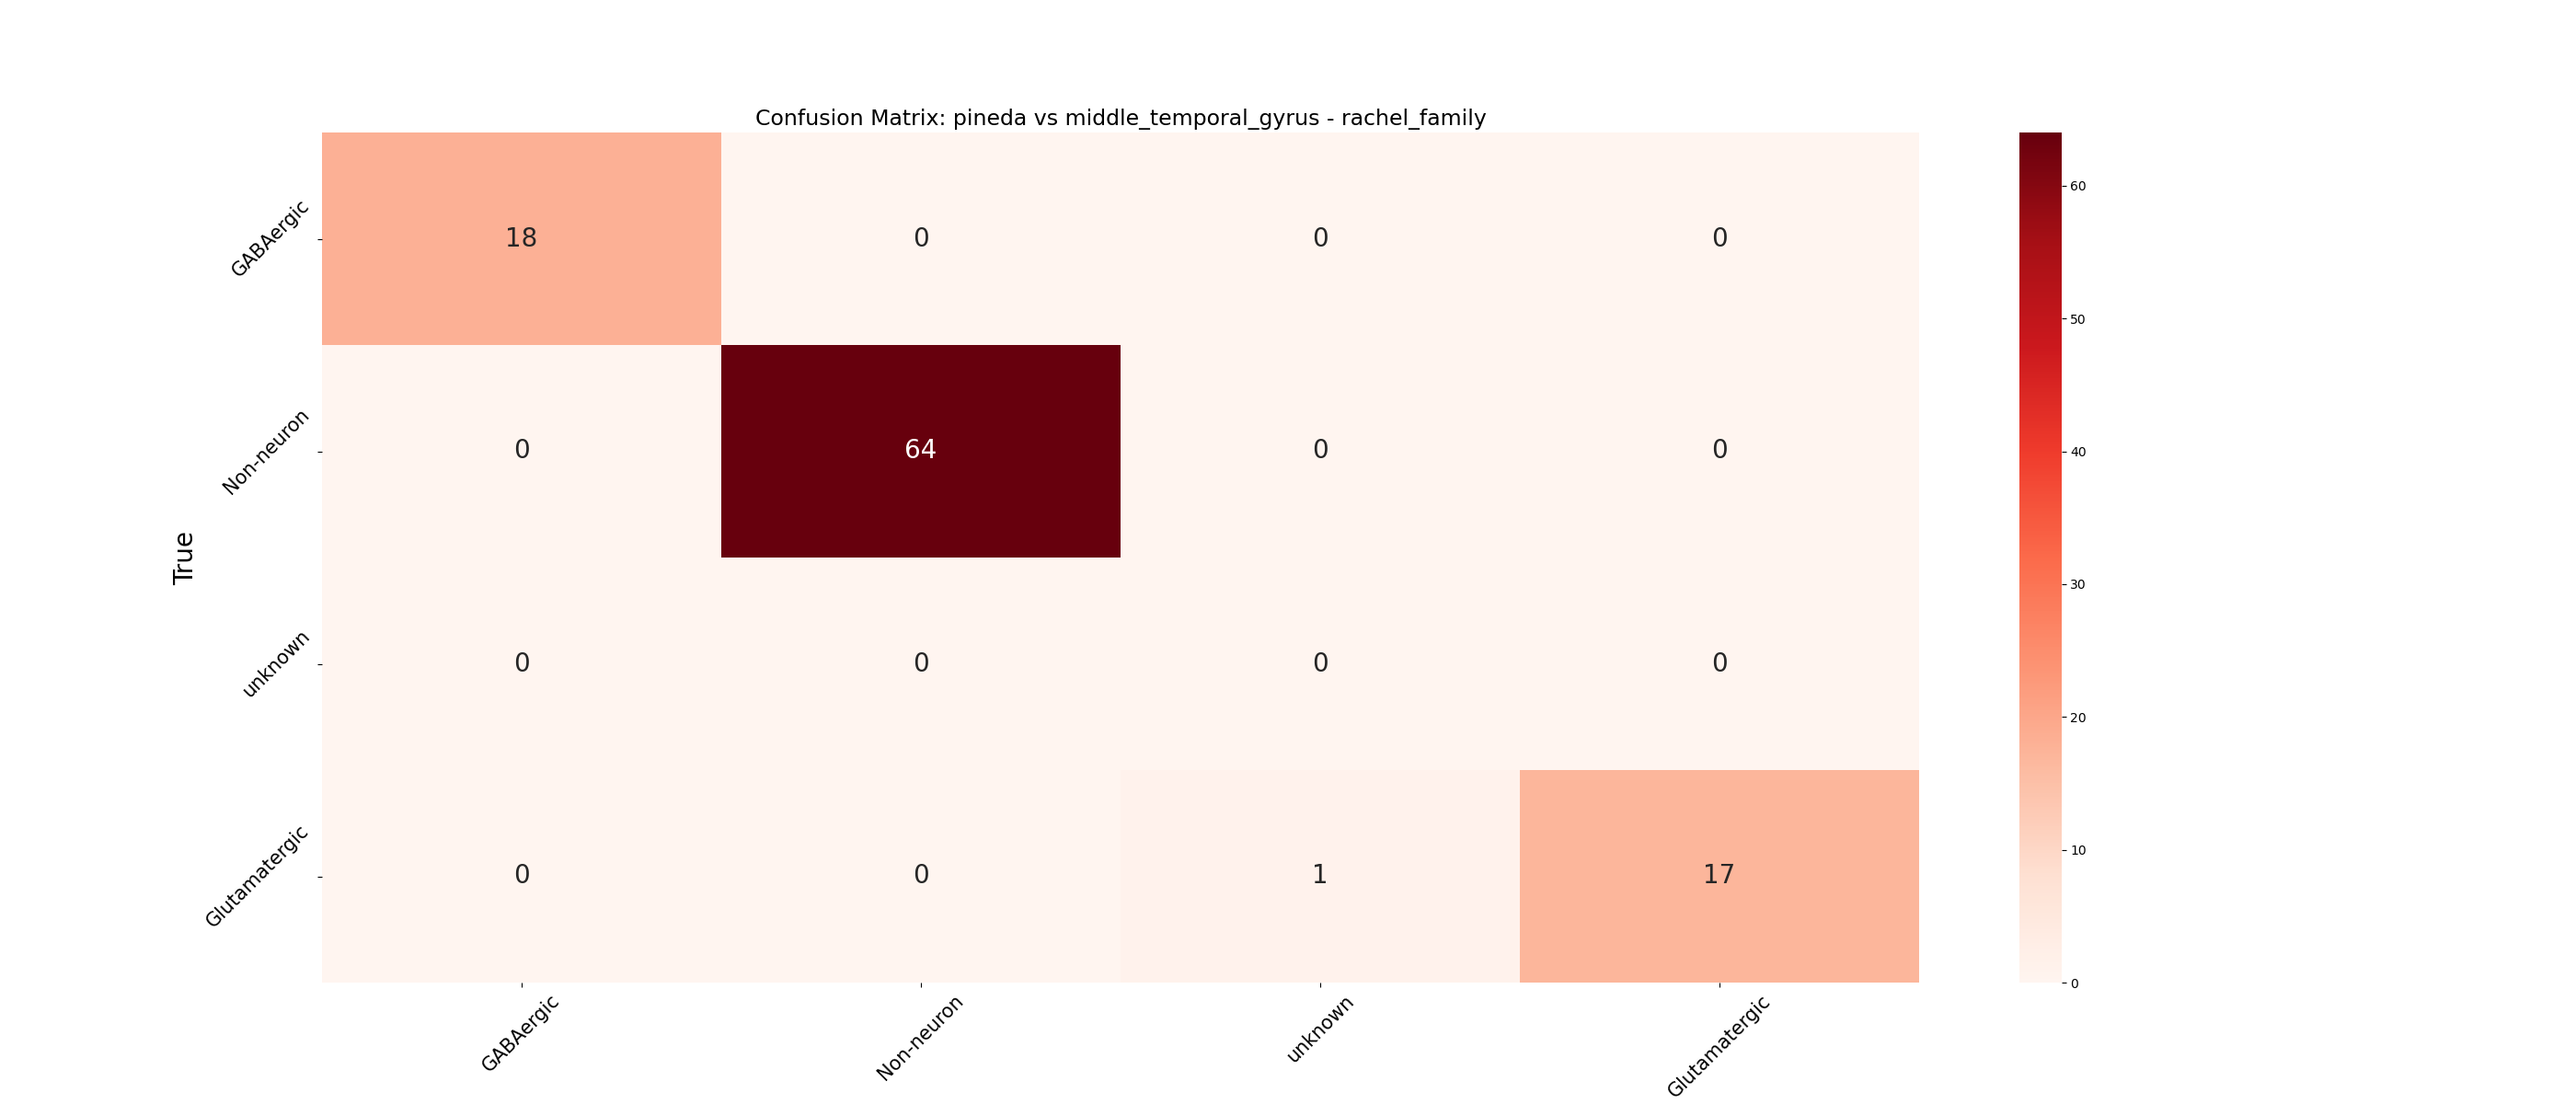 Confusion Matrix: pineda vs middle_temporal_gyrus - rachel_family
True
GABAergic 18 0 0 0
Non-neuron 0 64 0 0
unknown 0 0 0 0
Glutamatergic 0 0 1 17
GABAergic Non-neuron unknown Glutamatergic
60
50
40
30
20
10
0